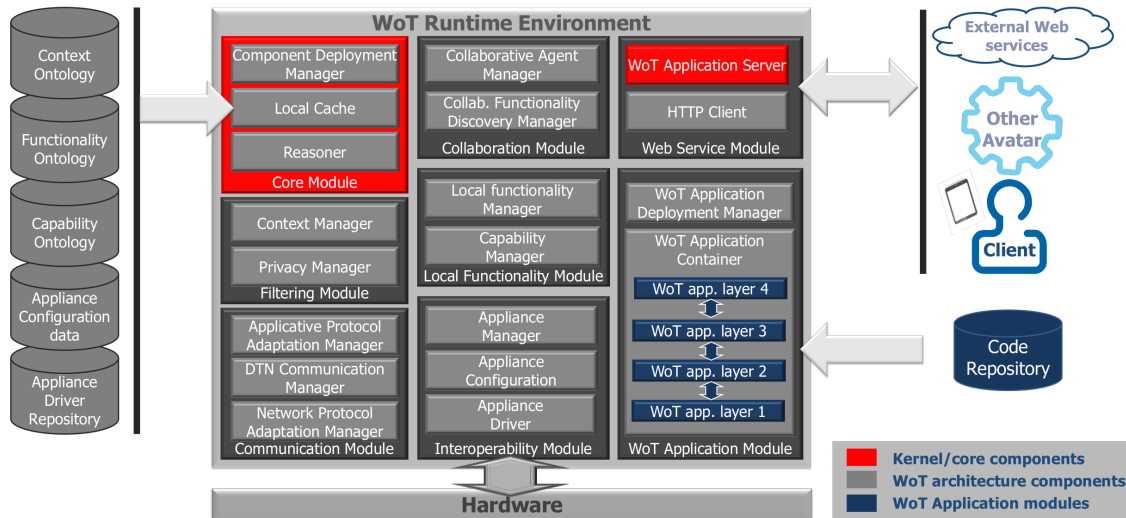 WoT Runtime Environment
Context
Ontology
Functionality
Ontology
Capability
Ontology
Appliance
Configuration
data
Appliance
Driver
Repository
Component Deployment
Manager
Local Cache
Reasoner
Core Module
Context Manager
Privacy Manager
Filtering Module
Applicative Protocol
Adaptation Manager
DTN Communication
Manager
Network Protocol
Adaptation Manager
Communication Module
Collaborative Agent
Manager
Collab. Functionality
Discovery Manager
Collaboration Module
Local functionality
Manager
Capability
Manager
Local Functionality Module
Appliance
Manager
Appliance
Configuration
Appliance
Driver
Interoperability Module
WoT Application Server
HTTP Client
Web Service Module
WoT Application
Deployment Manager
WoT Application
Container
WoT app. layer 4
WoT app. layer 3
WoT app. layer 2
WoT app. layer 1
WoT Application Module
External Web
services
Other
Avatar
Client
Code
Repository
Hardware
Kernel/core components
WoT architecture components
WoT Application modules